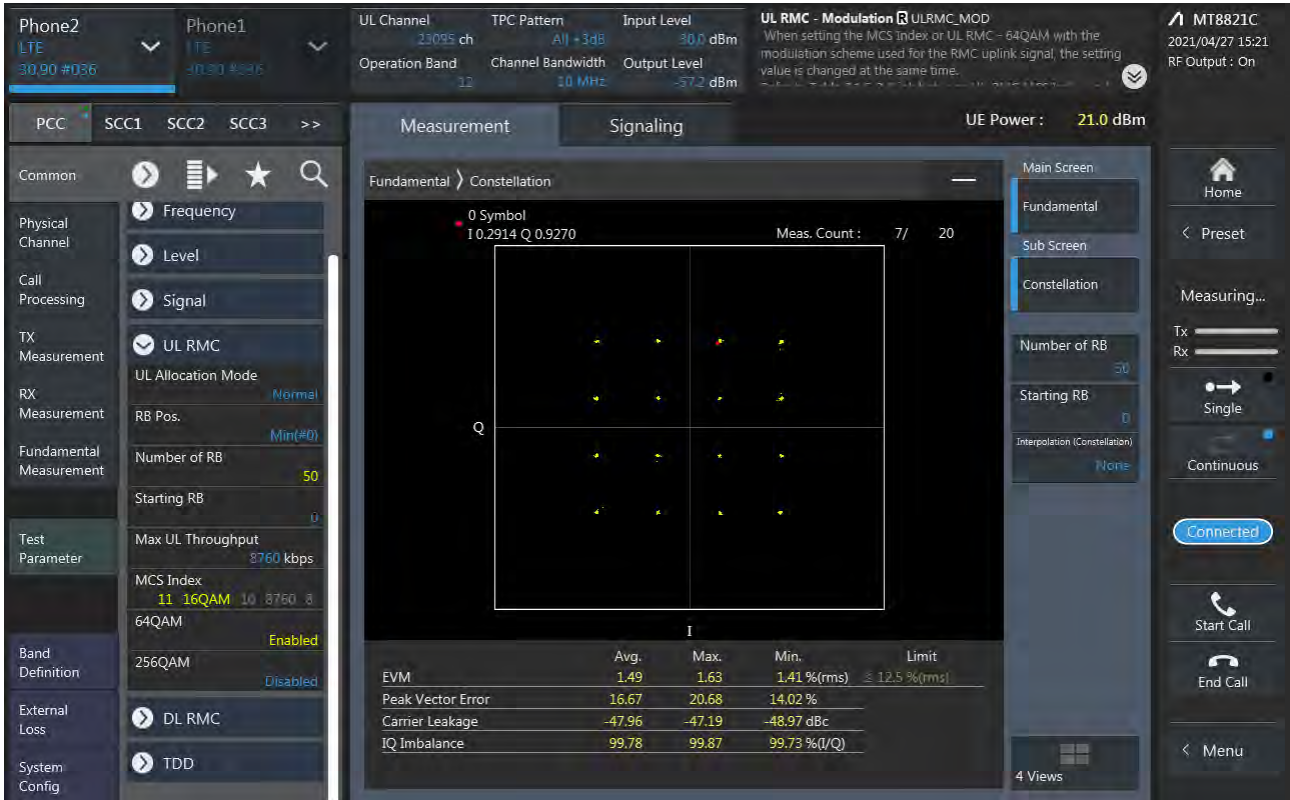 Phone2
LTE
30.90 #036
Phone1
LTE
30.90 #036
UL Channel
23095 ch
Operation Band
12
TPC Pattern
All +3dB
Channel Bandwidth
10 MHz
Input Level
30.0 dBm
Output Level
-57.2 dBm
UL RMC - Modulation R ULRMC_MOD
When setting the MCS Index or UL RMC - 64QAM with the
modulation scheme used for the RMC uplink signal, the setting
value is changed at the same time.
MT8821C
2021/04/27 15:21
RF Output : On
PCC SCC1 SCC2 SCC3 >>
Measurement Signaling
UE Power : 21.0 dBm
Common
Physical
Channel
Call
Processing
TX
Measurement
RX
Measurement
Fundamental
Measurement
Test
Parameter
Band
Definition
External
Loss
System
Config
Frequency
Level
Signal
UL RMC
UL Allocation Mode
Normal
RB Pos.
Min(#0)
Number of RB
50
Starting RB
0
Max UL Throughput
8760 kbps
MCS Index
11 16QAM 10 8760 8
64QAM
Enabled
256QAM
Disabled
DL RMC
TDD
Fundamental > Constellation
0 Symbol
I 0.2914 Q 0.9270
Meas. Count : 7/ 20
Q
I
Avg. Max. Min. Limit
EVM 1.49 1.63 1.41 %(rms) ≤ 12.5 %(rms)
Peak Vector Error 16.67 20.68 14.02 %
Carrier Leakage -47.96 -47.19 -48.97 dBc
IQ Imbalance 99.78 99.87 99.73 %(I/Q)
Main Screen
Fundamental
Sub Screen
Constellation
Number of RB
50
Starting RB
0
Interpolation (Constellation)
None
4 Views
Home
< Preset
Measuring...
Tx
Rx
Single
Continuous
Connected
Start Call
End Call
< Menu